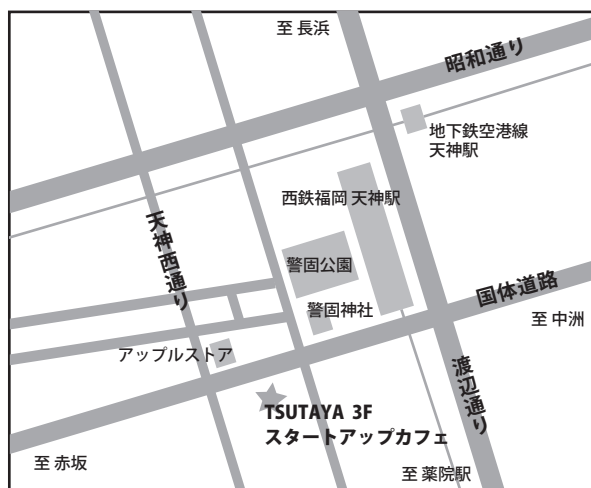 至 長浜
昭和通り
地下鉄空港線
天神駅
西鉄福岡 天神駅
天神西通り
警固公園
国体道路
警固神社
至 中洲
アップルストア
渡辺通り
TSUTAYA 3F
スタートアップカフェ
至 赤坂
至 薬院駅